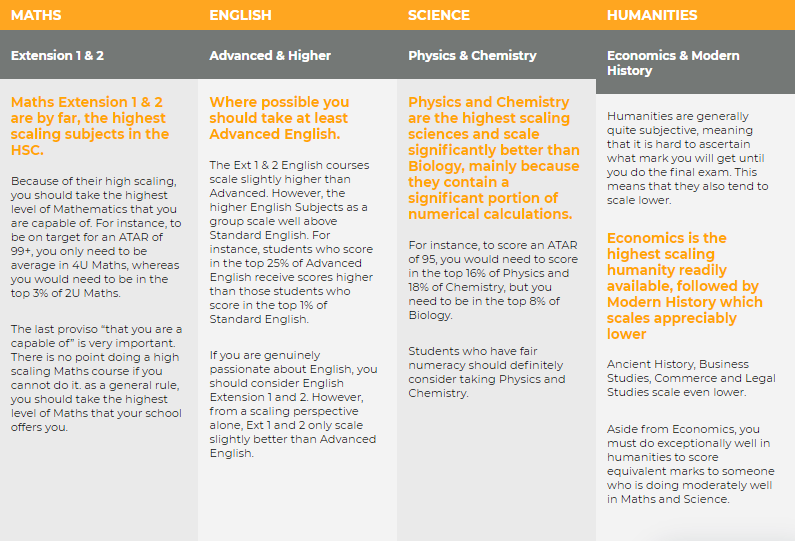 MATHS
Extension 1 & 2
Maths Extension 1 & 2
are by far, the highest
scaling subjects in the
HSC.
Because of their high scaling,
you should take the highest
level of Mathematics that you
are capable of. For instance, to
be on target for an ATAR of
99+, you only need to be
average in 4U Maths, whereas
you would need to be in the
top 3% of 2U Maths.
The last proviso “that you are a
capable of” is very important.
There is no point doing a high
scaling Maths course if you
cannot do it. as a general rule,
you should take the highest
level of Maths that your school
offers you.
ENGLISH
Advanced & Higher
Where possible you
should take at least
Advanced English.
The Ext 1 & 2 English courses
scale slightly higher than
Advanced. However, the
higher English Subjects as a
group scale well above
Standard English. For
instance, students who score
in the top 25% of Advanced
English receive scores higher
than those students who
score in the top 1% of
Standard English.
If you are genuinely
passionate about English, you
should consider English
Extension 1 and 2. However,
from a scaling perspective
alone, Ext 1 and 2 only scale
slightly better than Advanced
English.
SCIENCE
Physics & Chemistry
Physics and Chemistry
are the highest scaling
sciences and scale
significantly better than
Biology, mainly because
they contain a
significant portion of
numerical calculations.
For instance, to score an ATAR
of 95, you would need to score
in the top 16% of Physics and
18% of Chemistry, but you
need to be in the top 8% of
Biology.
Students who have fair
numeracy should definitely
consider taking Physics and
Chemistry.
HUMANITIES
Economics & Modern
History
Humanities are generally
quite subjective, meaning
that it is hard to ascertain
what mark you will get until
you do the final exam. This
means that they also tend to
scale lower.
Economics is the
highest scaling
humanity readily
available, followed by
Modern History which
scales appreciably
lower
Ancient History, Business
Studies, Commerce and Legal
Studies scale even lower.
Aside from Economics, you
must do exceptionally well in
humanities to score
equivalent marks to someone
who is doing moderately well
in Maths and Science.